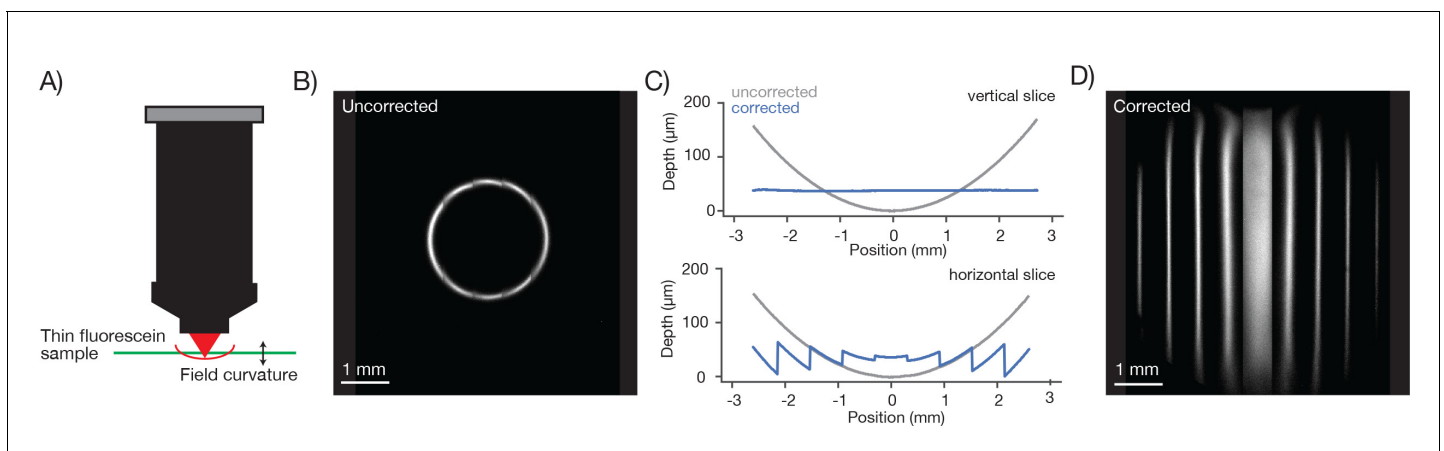 A)
Thin fluorescein
sample
Field curvature
B)
Uncorrected
1 mm
C)
uncorrected
corrected
vertical slice
Depth (µm)
200
100
0
-3 -2 -1 0 1 2 3
Position (mm)
horizontal slice
Depth (µm)
200
100
0
-3 -2 -1 0 1 2 3
Position (mm)
D)
Corrected
1 mm